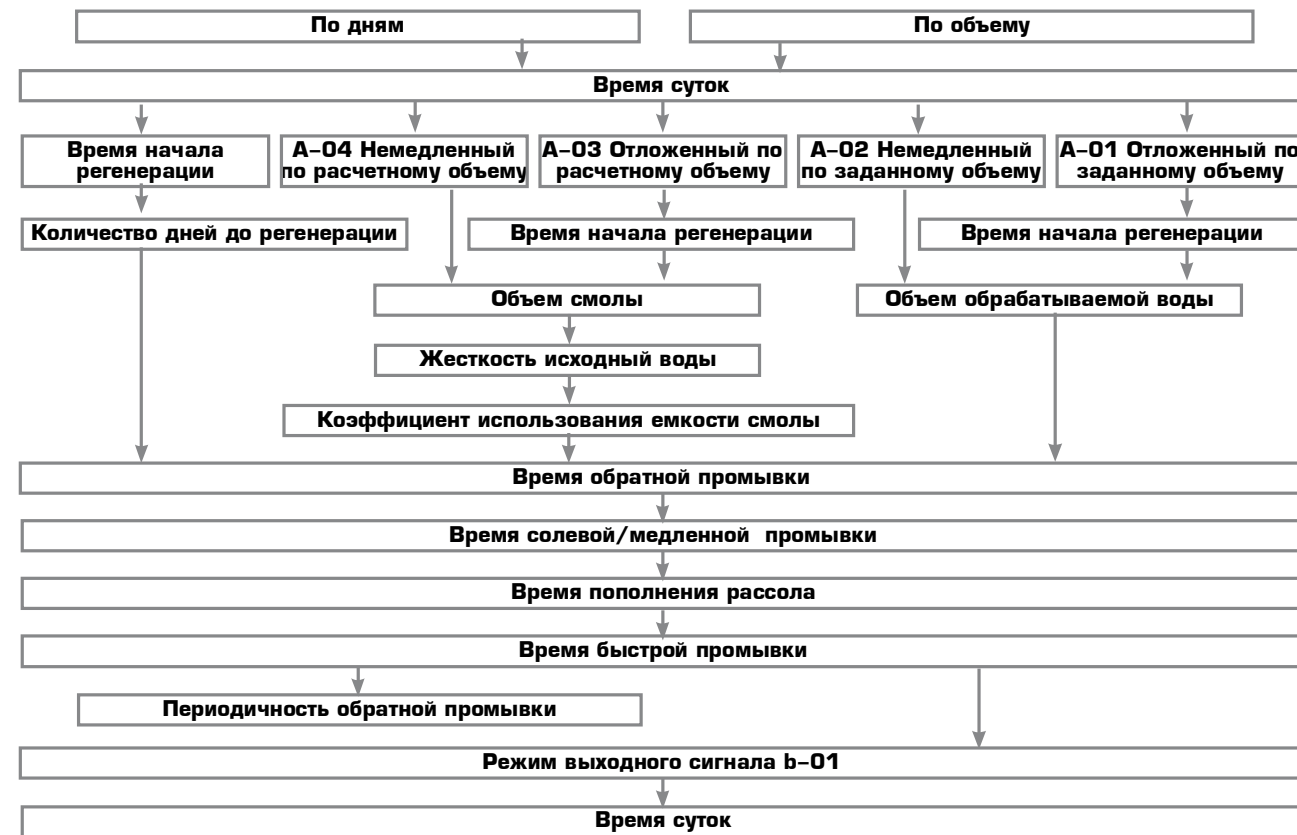 По дням
По объему
Время суток
Время начала
регенерации
А–04 Немедленный
по расчетному объему
А–03 Отложенный по
расчетному объему
А–02 Немедленный
по заданному объему
А–01 Отложенный по
заданному объему
Количество дней до регенерации
Время начала регенерации
Время начала регенерации
Объем смолы
Объем обрабатываемой воды
Жесткость исходный воды
Коэффициент использования емкости смолы
Время обратной промывки
Время солевой/медленной промывки
Время пополнения рассола
Время быстрой промывки
Периодичность обратной промывки
Режим выходного сигнала b–01
Время суток